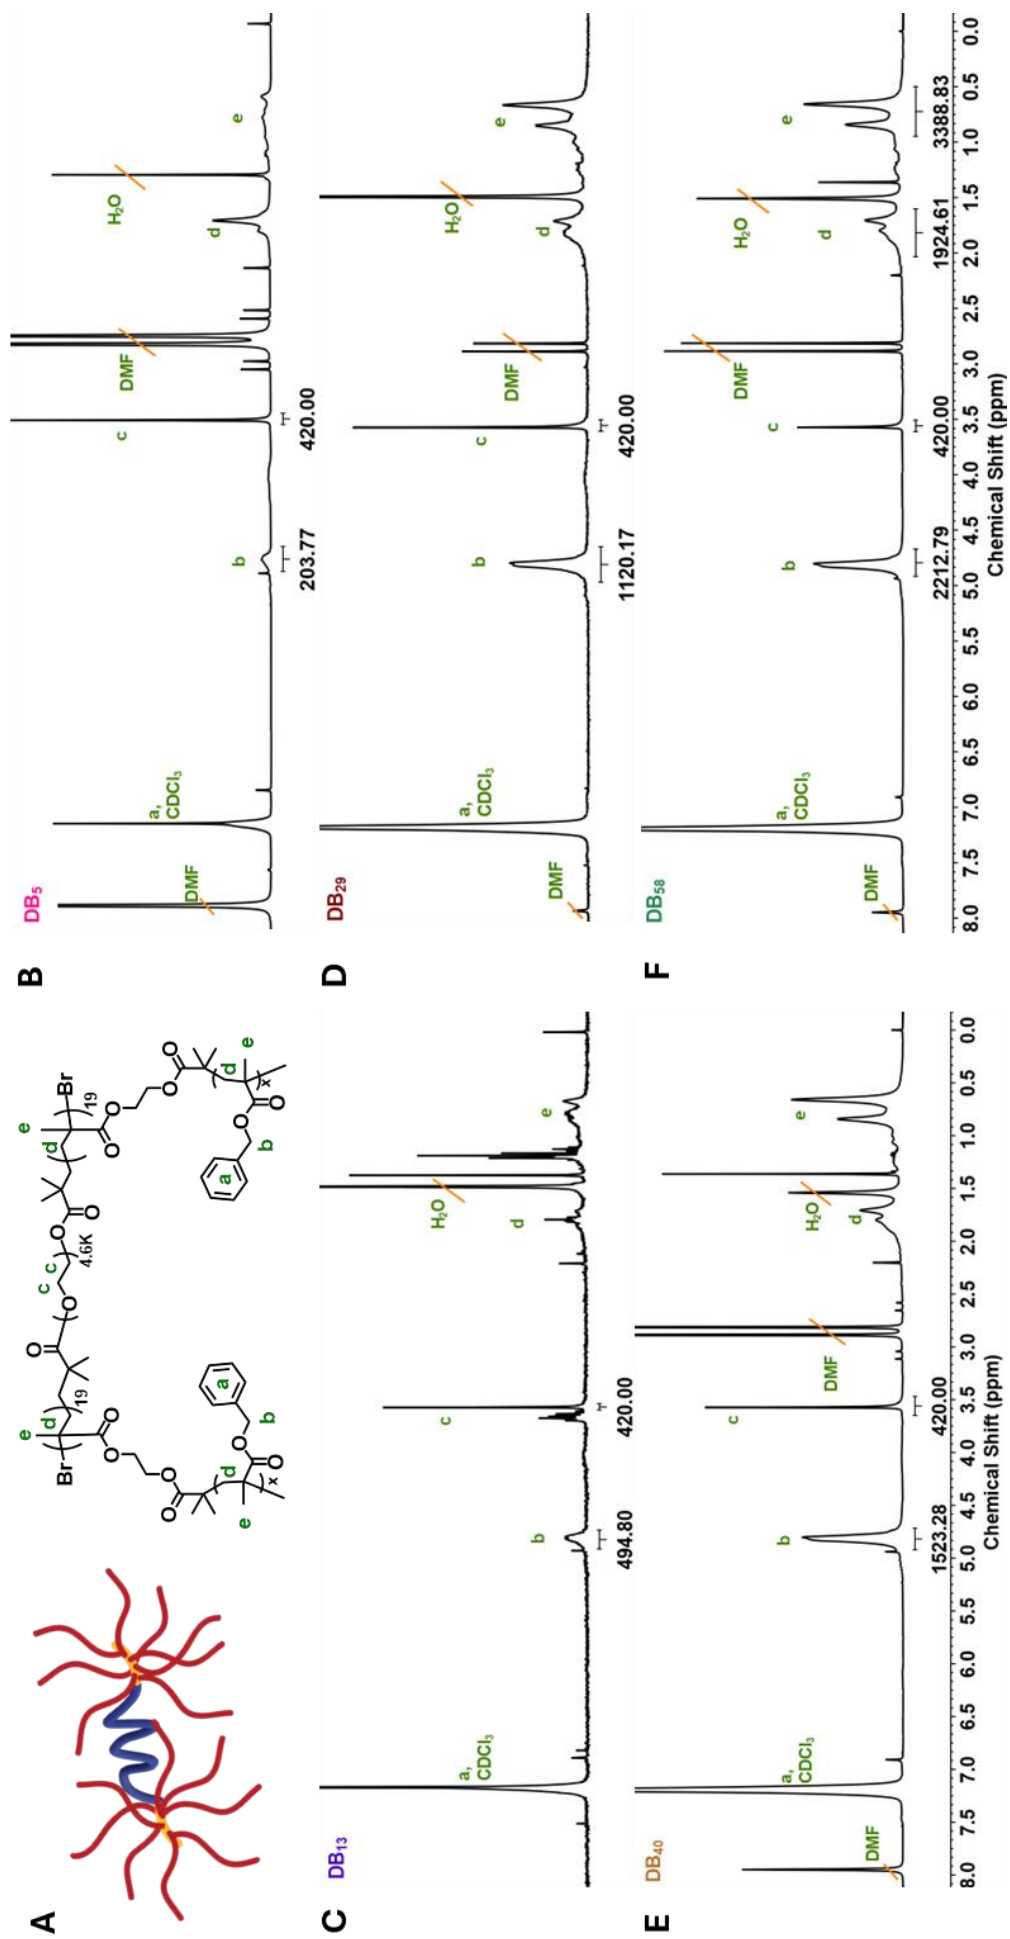 A
Br
19
e
d
O
O
O
O
d
x
e
O
O
a
b
O
19
O
c
c
4.6K
O
O
d
e
Br
19
O
O
O
O
d
e
x
O
O
a
b
B
DB5
DMF
a,
CDCl3
b
c
DMF
d
H2O
e
203.77
420.00
C
DB13
a,
CDCl3
b
c
d
H2O
e
494.80
420.00
D
DB29
DMF
a,
CDCl3
b
c
DMF
d
H2O
e
1120.17
420.00
E
DB40
DMF
a,
CDCl3
b
c
DMF
d
H2O
e
1523.28
420.00
8.0 7.5 7.0 6.5 6.0 5.5 5.0 4.5 4.0 3.5 3.0 2.5 2.0 1.5 1.0 0.5 0.0
Chemical Shift (ppm)
F
DB58
DMF
a,
CDCl3
b
c
DMF
d
H2O
e
2212.79
420.00
1924.61
3388.83
8.0 7.5 7.0 6.5 6.0 5.5 5.0 4.5 4.0 3.5 3.0 2.5 2.0 1.5 1.0 0.5 0.0
Chemical Shift (ppm)